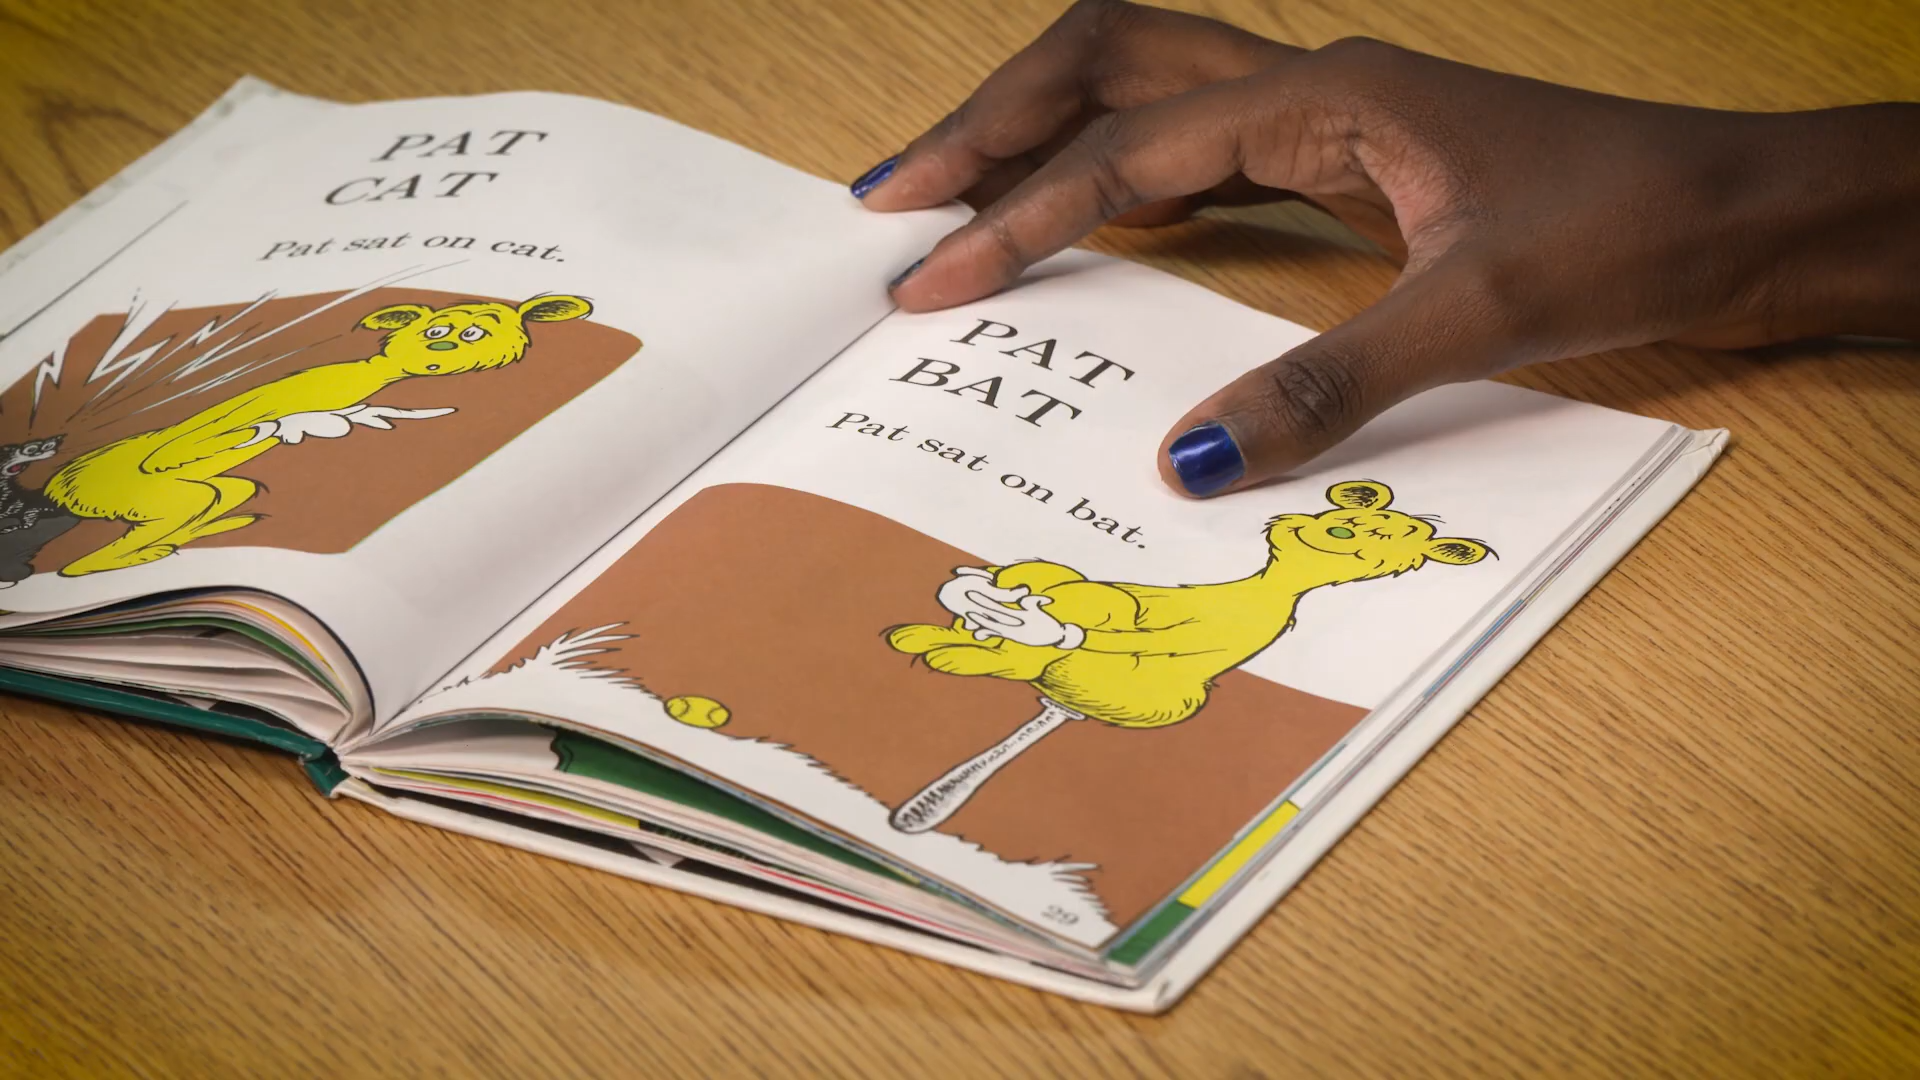 PAT
CAT
Pat sat on cat.
PAT
BAT
Pat sat on bat.
29